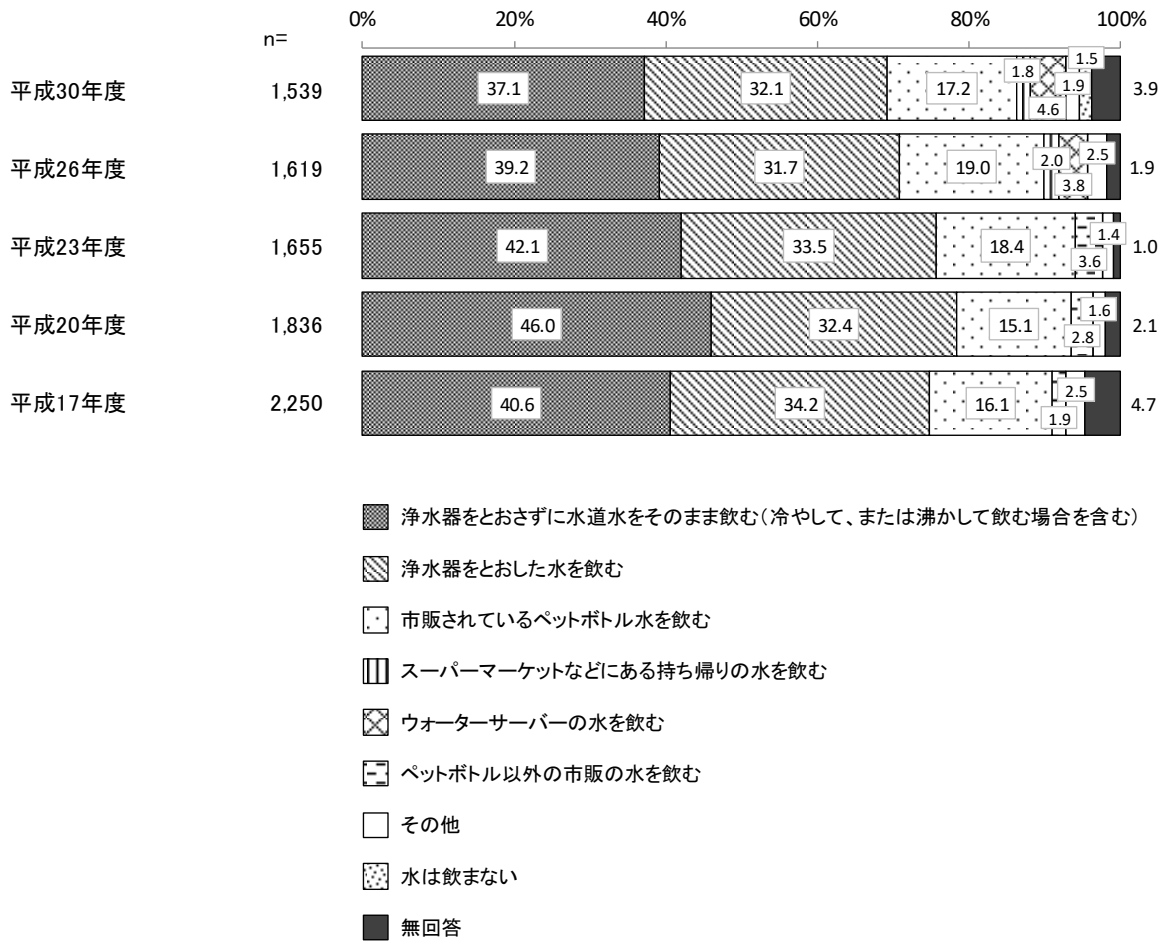 0% 20% 40% 60% 80% 100%
n=
平成30年度 1,539 37.1 32.1 17.2 1.8 4.6 1.9 1.5 3.9
平成26年度 1,619 39.2 31.7 19.0 2.0 3.8 2.5 1.9
平成23年度 1,655 42.1 33.5 18.4 3.6 1.4 1.0
平成20年度 1,836 46.0 32.4 15.1 2.8 1.6 2.1
平成17年度 2,250 40.6 34.2 16.1 1.9 2.5 4.7
浄水器をとおさずに水道水をそのまま飲む(冷やして、または沸かして飲む場合を含む)
浄水器をとおした水を飲む
市販されているペットボトル水を飲む
スーパーマーケットなどにある持ち帰りの水を飲む
ウォーターサーバーの水を飲む
ペットボトル以外の市販の水を飲む
その他
水は飲まない
無回答